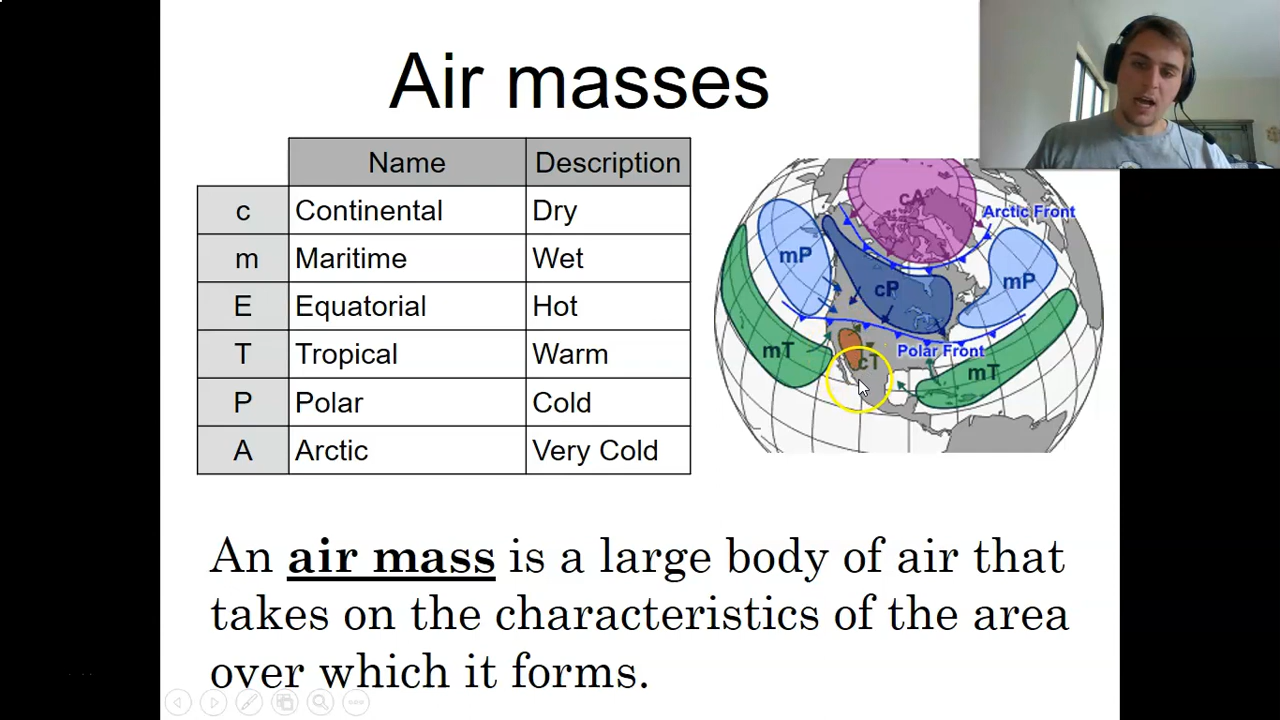 Air masses
Name Description
c Continental Dry
m Maritime Wet
E Equatorial Hot
T Tropical Warm
P Polar Cold
A Arctic Very Cold
cA
Arctic Front
mP
cP
mP
mT
cT
Polar Front
mT
An air mass is a large body of air that
takes on the characteristics of the area
over which it forms.